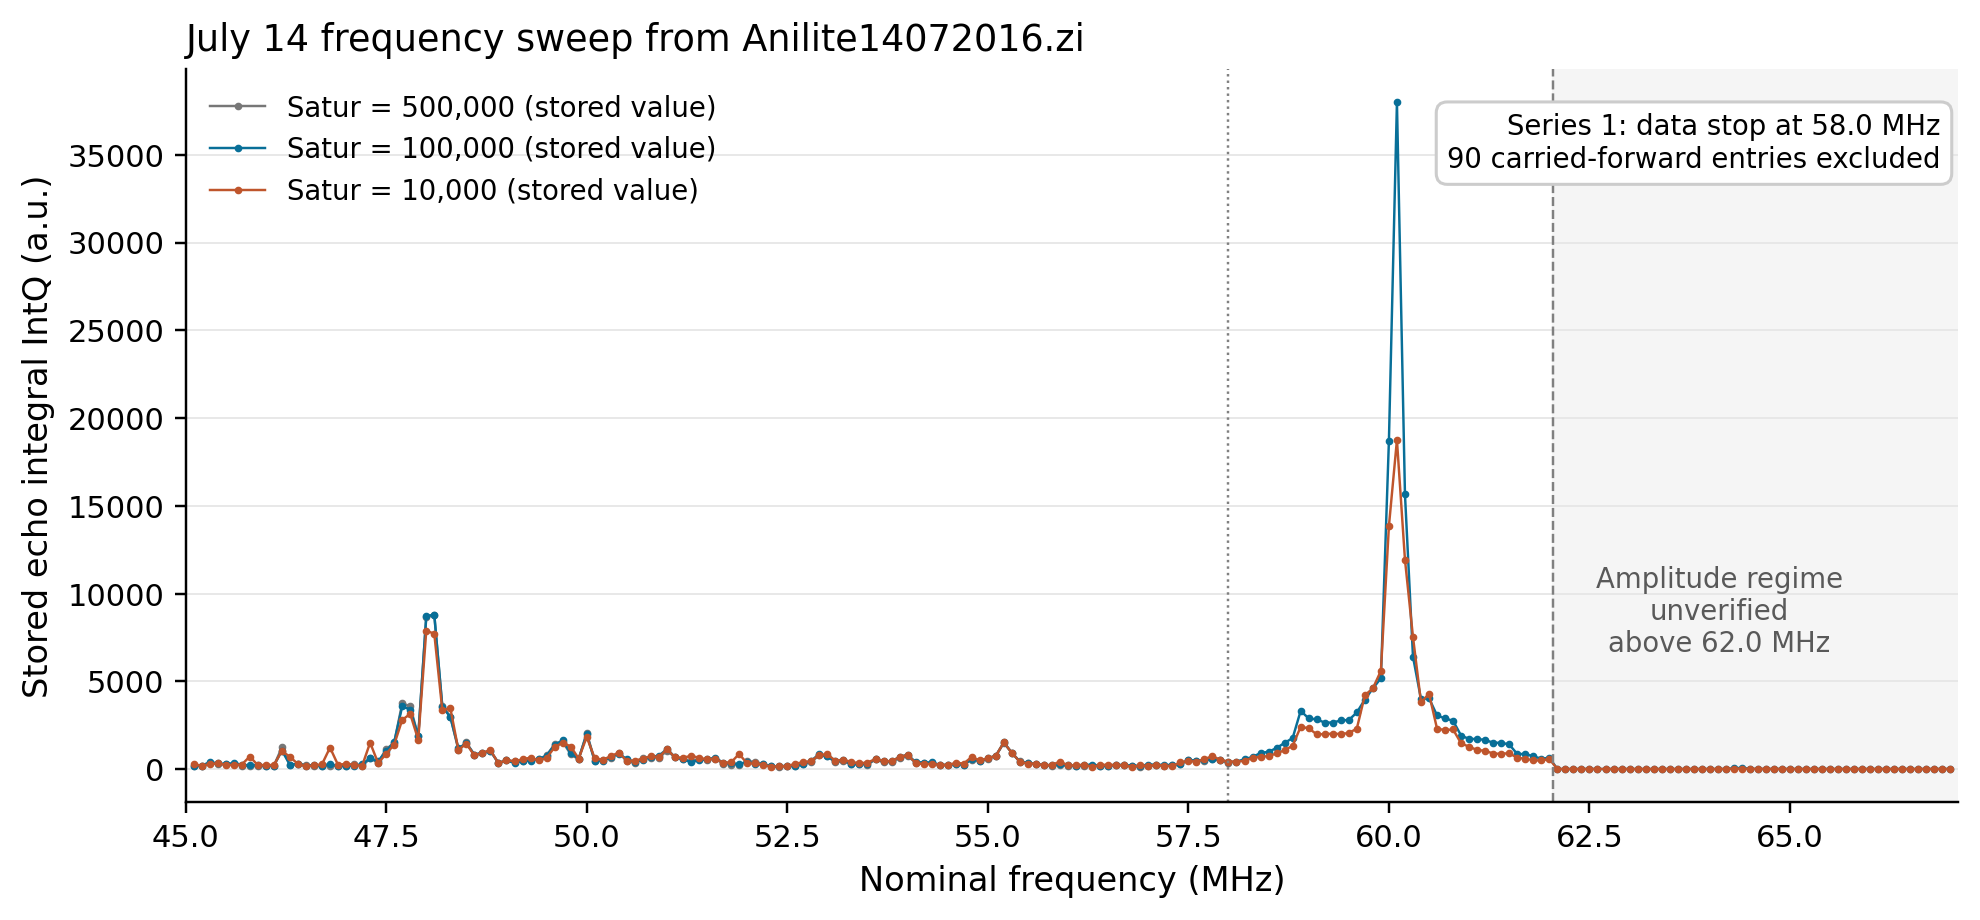 July 14 frequency sweep from Anilite14072016.zi
Stored echo integral IntQ (a.u.)
35000
30000
25000
20000
15000
10000
5000
0
Satur = 500,000 (stored value)
Satur = 100,000 (stored value)
Satur = 10,000 (stored value)
Series 1: data stop at 58.0 MHz
90 carried-forward entries excluded
Amplitude regime
unverified
above 62.0 MHz
45.0 47.5 50.0 52.5 55.0 57.5 60.0 62.5 65.0
Nominal frequency (MHz)